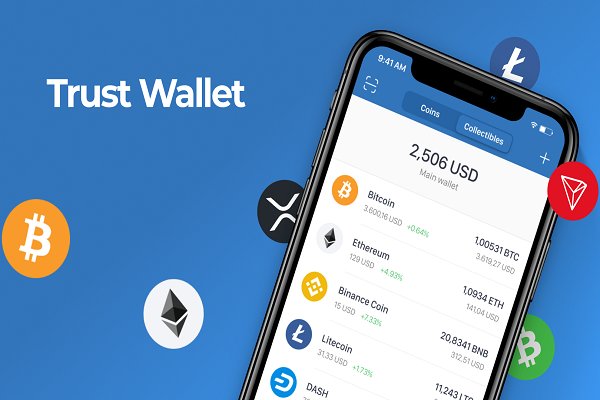 Trust Wallet
9:41 AM
Coins
Collectibles
2,506 USD
Main wallet
Bitcoin
3.600,16 USD +0.64%
1,00531 BTC
3.619,27 USD
Ethereum
129 USD +4.93%
1,0934 ETH
141,04 USD
Binance Coin
15 USD +7.33%
20,8341 BNB
312,51 USD
Litecoin
31,33 USD +1.73%
11,243 LTC
DASH